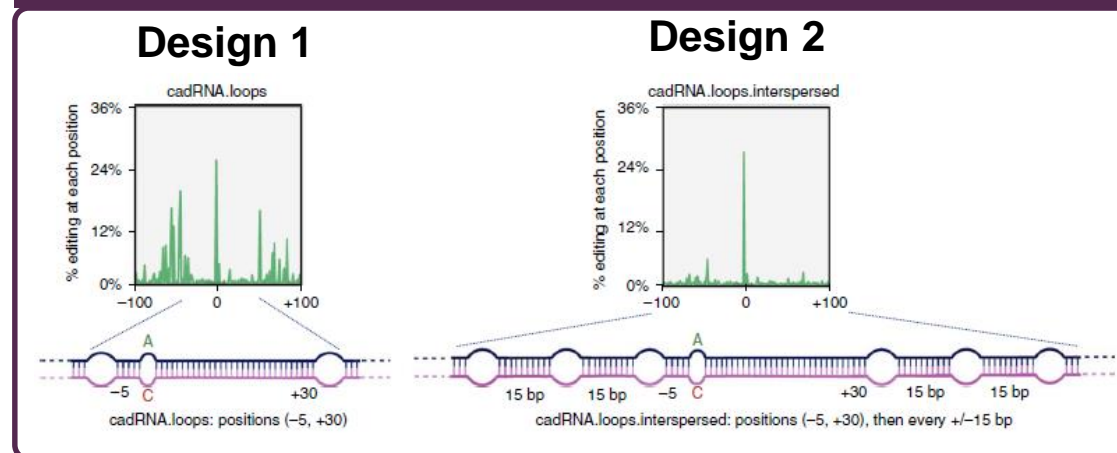 Design 1
cadRNA.loops
% editing at each position
36%
24%
12%
0%
−100 0 +100
A
−5 C +30
cadRNA.loops: positions (−5, +30)
Design 2
cadRNA.loops.interspersed
% editing at each position
36%
24%
12%
0%
−100 0 +100
A
15 bp 15 bp −5 C +30 15 bp 15 bp
cadRNA.loops.interspersed: positions (−5, +30), then every +/−15 bp